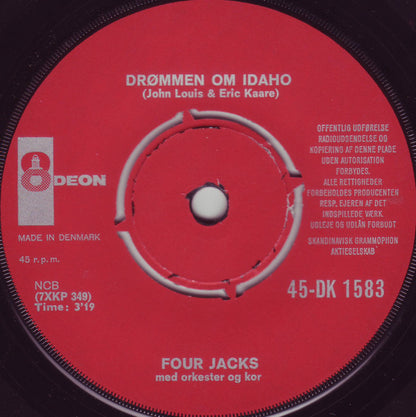 DRØMMEN OM IDAHO
(John Louis & Eric Kaare)
ODEON
MADE IN DENMARK
45 r.p.m.
NCB
(7XKP 349)
Time: 3'19
OFFENTLIG UDFØRELSE
RADIOUDSENDELSE OG
KOPIERING AF DENNE PLADE
UDEN AUTORISATION
FORBYDES.
ALLE RETTIGHEDER
FORBEHOLDES PRODUCENTEN
RESP. EJEREN AF DET
INDSPILLEDE VÆRK.
UDLEJE OG UDLÅN FORBUDT
SKANDINAVISK GRAMMOPHON
AKTIESELSKAB
45-DK 1583
FOUR JACKS
med orkester og kor